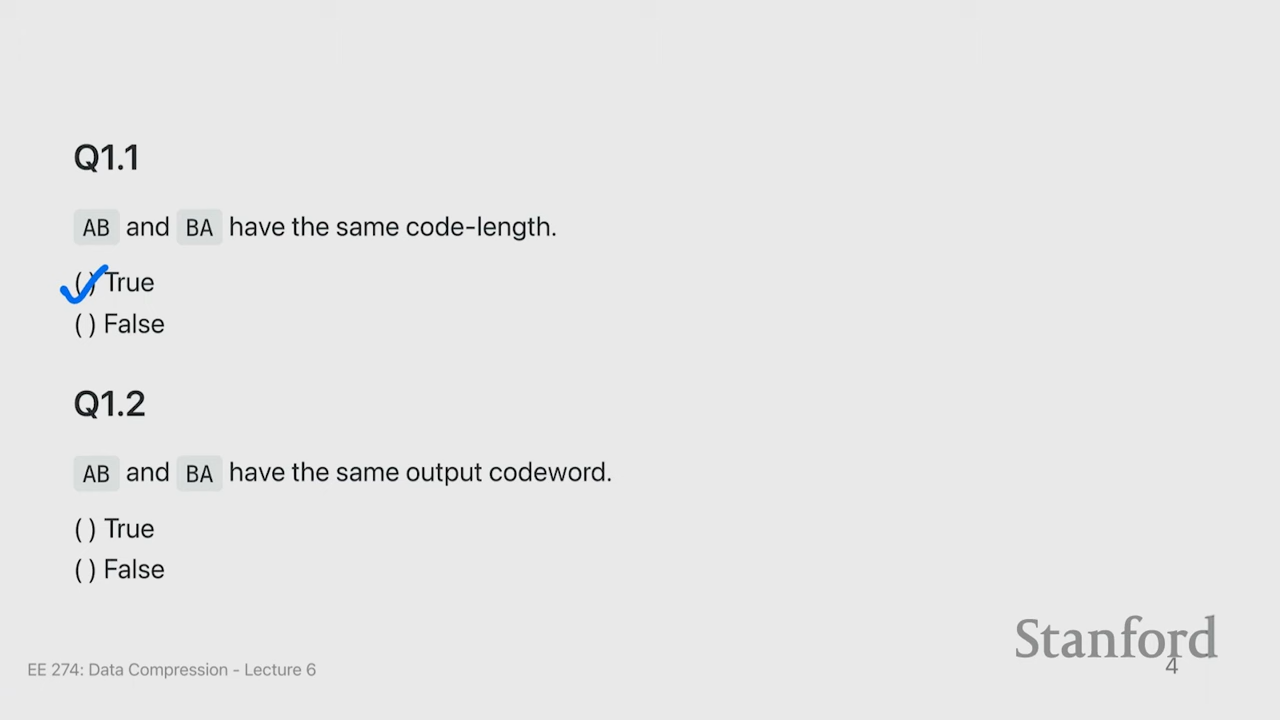 Q1.1
AB and BA have the same code-length.
( ) True
( ) False
Q1.2
AB and BA have the same output codeword.
( ) True
( ) False
Stanford
EE 274: Data Compression - Lecture 6
4